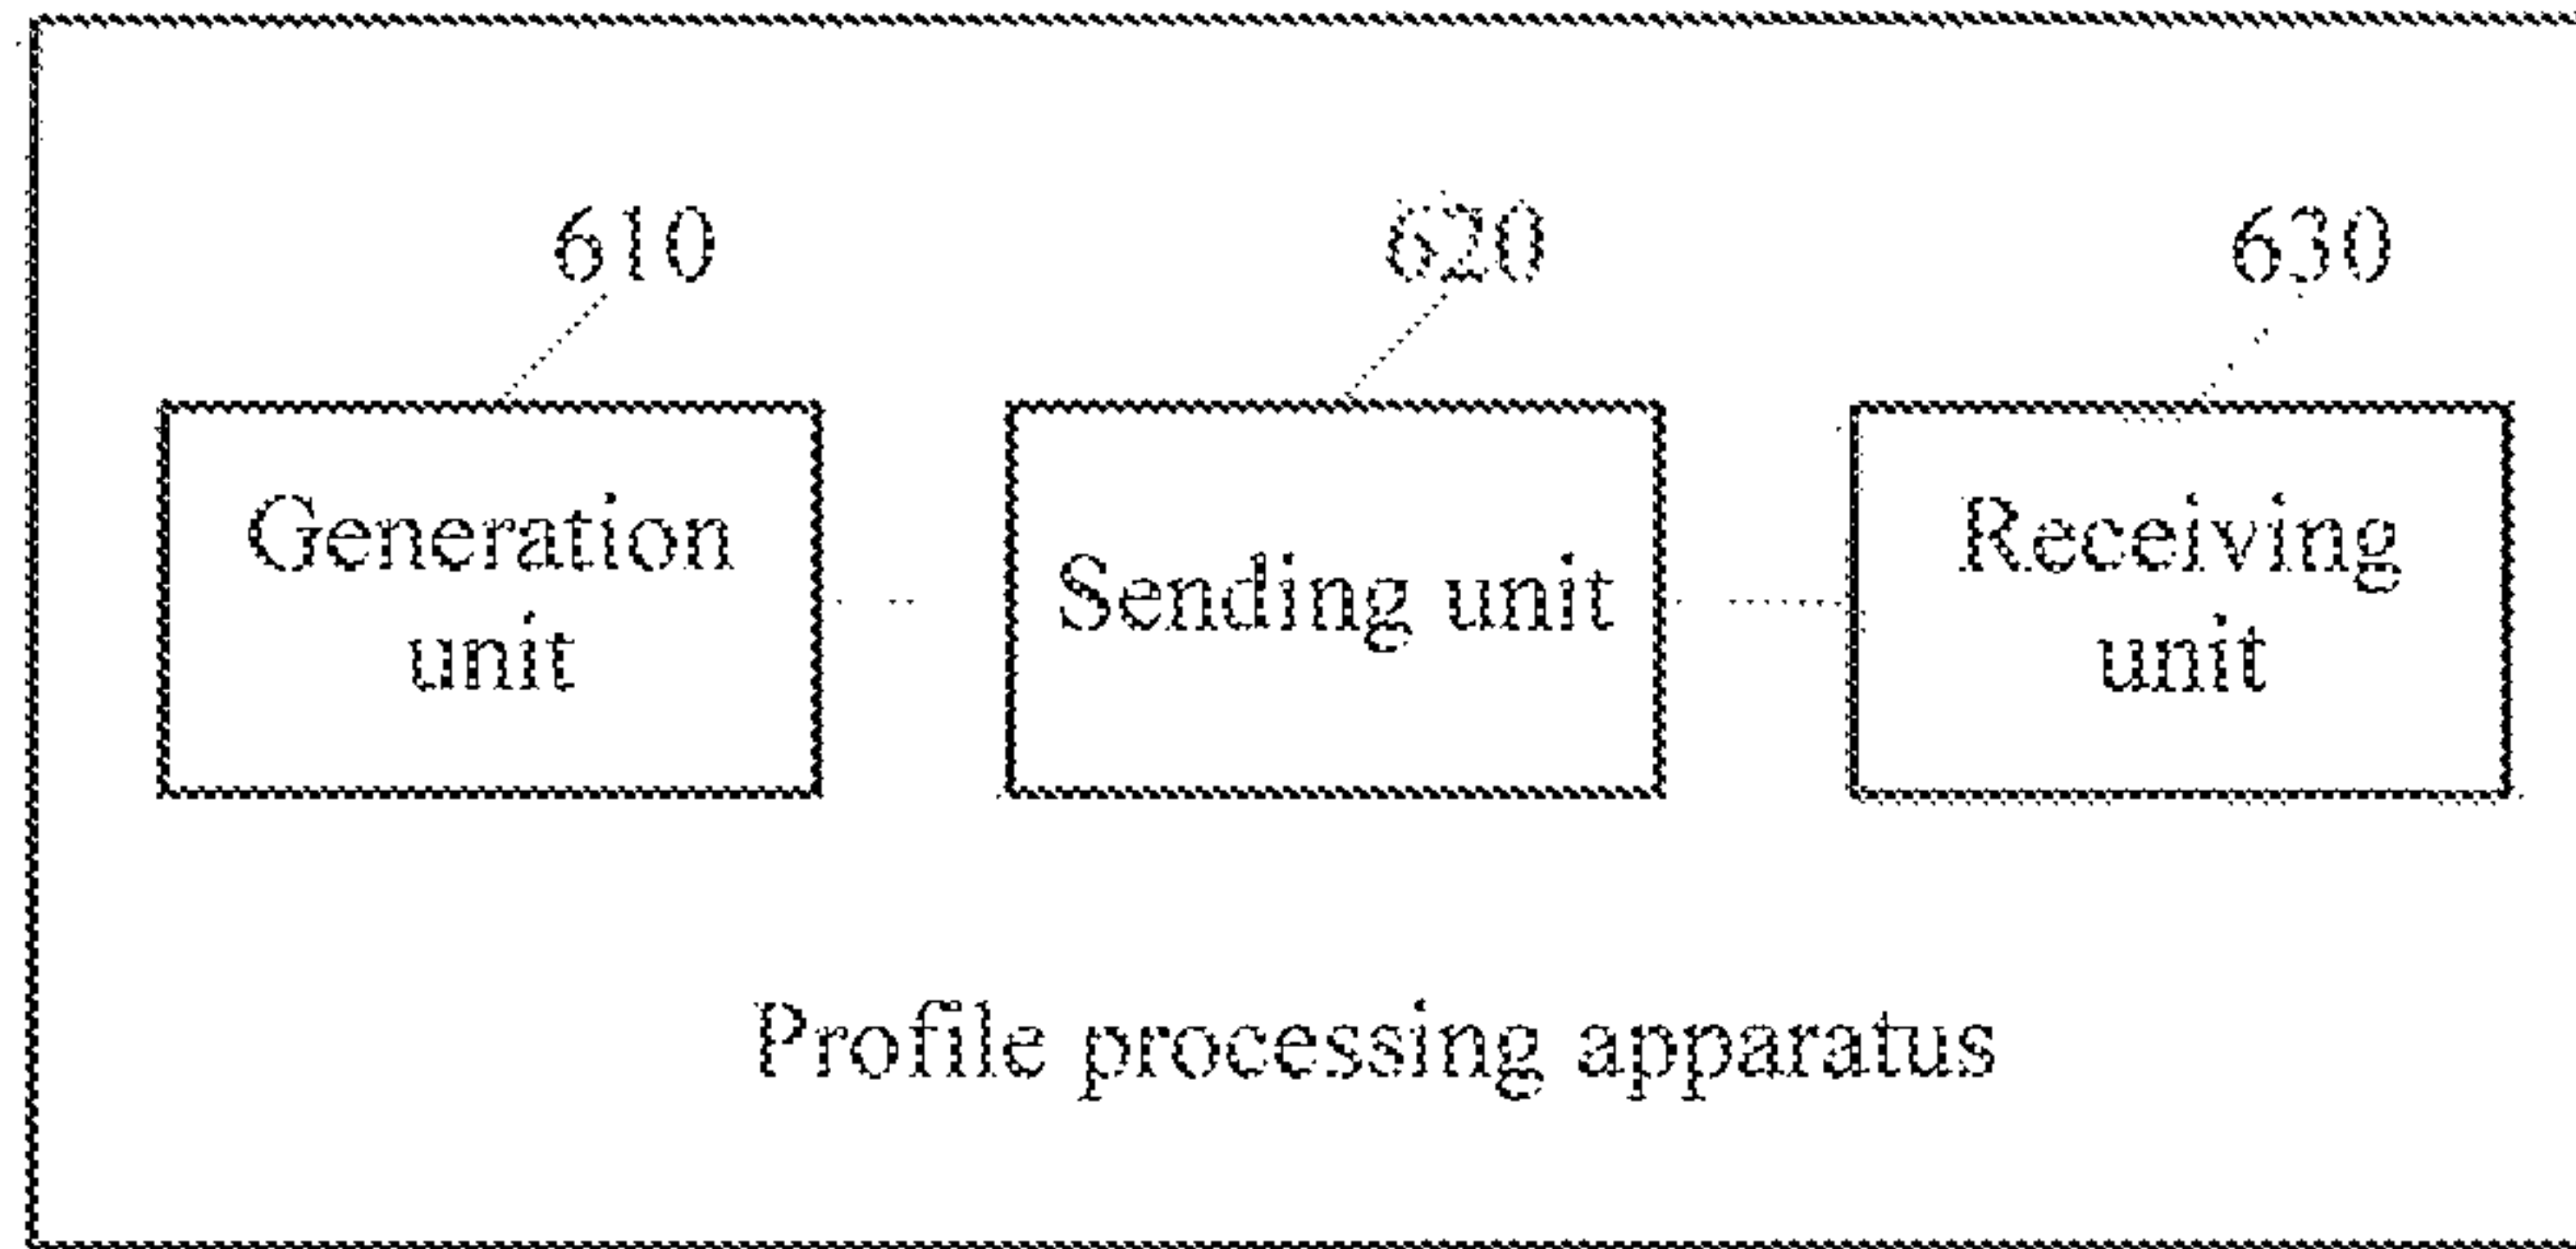 610
620
630
Generation
unit
Sending unit
Receiving
unit
Profile processing apparatus